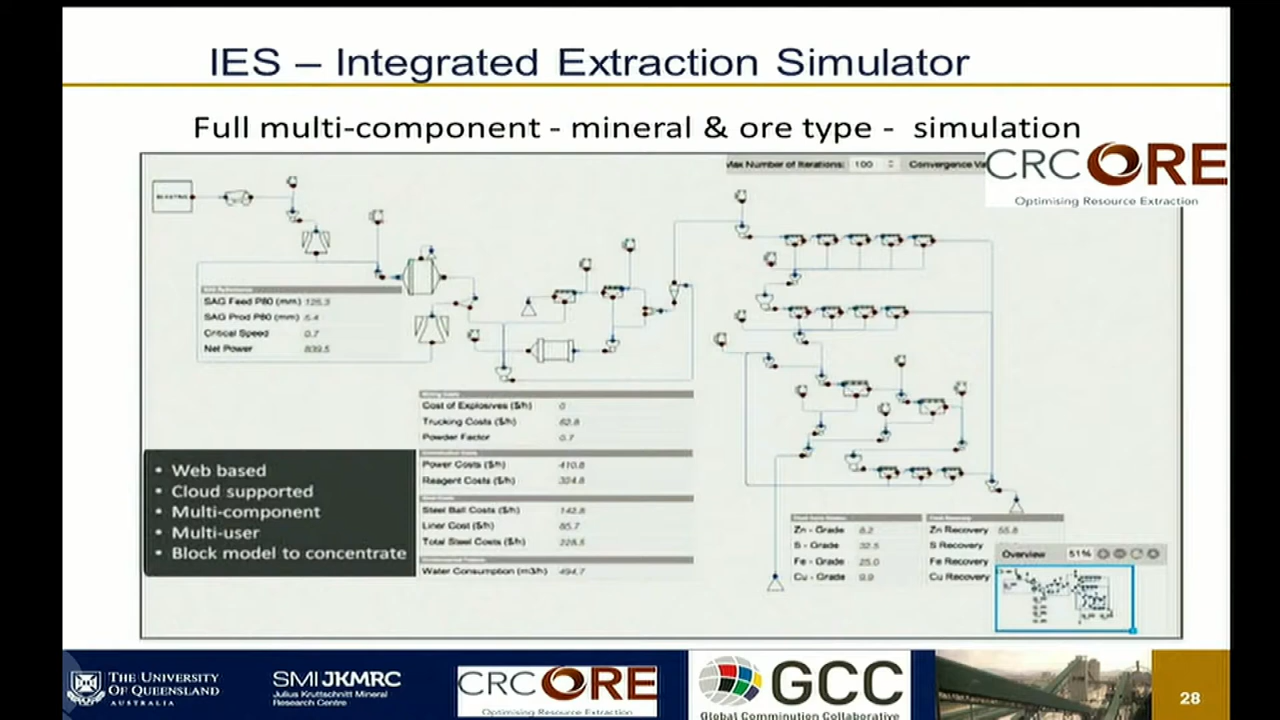 IES – Integrated Extraction Simulator
Full multi-component - mineral & ore type - simulation
Max Number of Iterations: 100
CRC ORE
Optimising Resource Extraction
SAG Feed P80 (mm)
SAG Prod P80 (mm) 5.4
Critical Speed 0.7
Net Power 839.5
Cost of Explosives ($/h) 0
Trucking Costs ($/h) 62.8
Powder Factor 0.7
Power Costs ($/h) 410.8
Reagent Costs ($/h) 324.8
Steel Ball Costs ($/h) 142.8
Liner Cost ($/h) 85.7
Total Steel Costs ($/h) 228.5
Water Consumption (m3/h) 494.7
• Web based
• Cloud supported
• Multi-component
• Multi-user
• Block model to concentrate
Zn - Grade 8.2
S - Grade 32.5
Fe - Grade 25.0
Cu - Grade 9.9
Zn Recovery 55.8
S Recovery
Fe Recovery
Cu Recovery
Overview 51%
THE UNIVERSITY
OF QUEENSLAND
AUSTRALIA
SMI JKMRC
Julius Kruttschnitt Mineral
Research Centre
CRC ORE
Optimising Resource Extraction
GCC
Global Comminution Collaborative
28